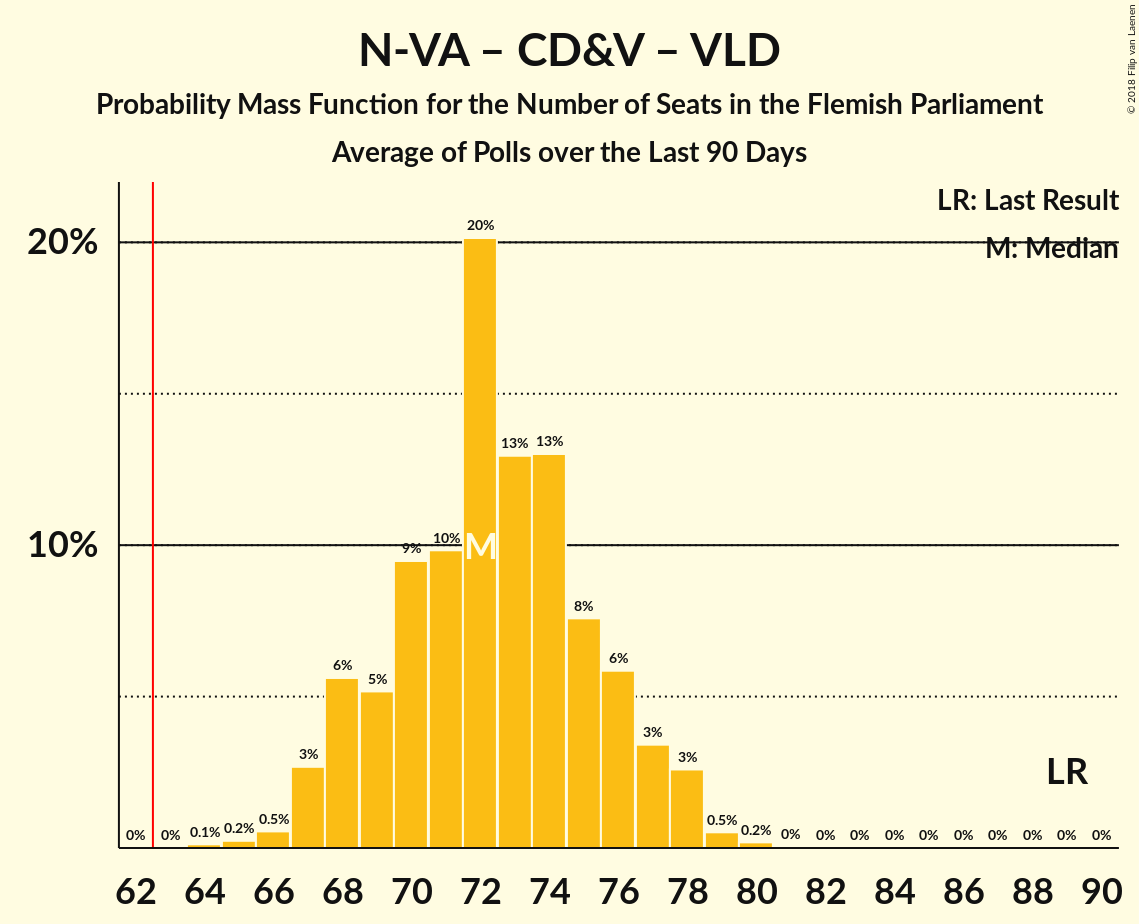 N-VA – CD&V – VLD
Probability Mass Function for the Number of Seats in the Flemish Parliament
Average of Polls over the Last 90 Days
© 2018 Filip van Laenen
LR: Last Result
M: Median
20%
10%
0% 0% 0.1% 0.2% 0.5% 3% 6% 5% 9% 10% 20% 13% 13% 8% 6% 3% 3% 0.5% 0.2% 0% 0% 0% 0% 0% 0% 0% 0% 0% 0%
M
LR
62 64 66 68 70 72 74 76 78 80 82 84 86 88 90